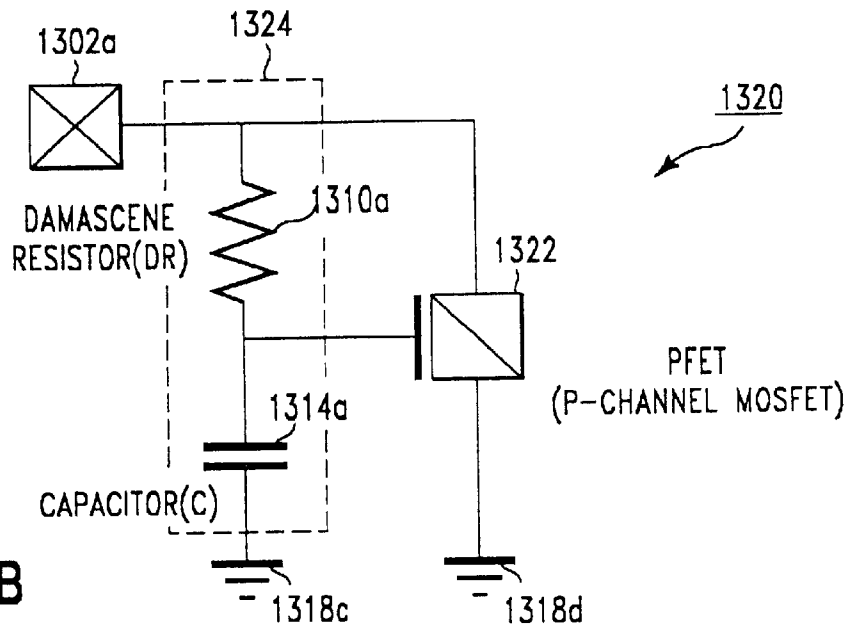 1302a
1324
1320
DAMASCENE
RESISTOR(DR)
1310a
1322
PFET
(P-CHANNEL MOSFET)
1314a
CAPACITOR(C)
B
1318c
1318d